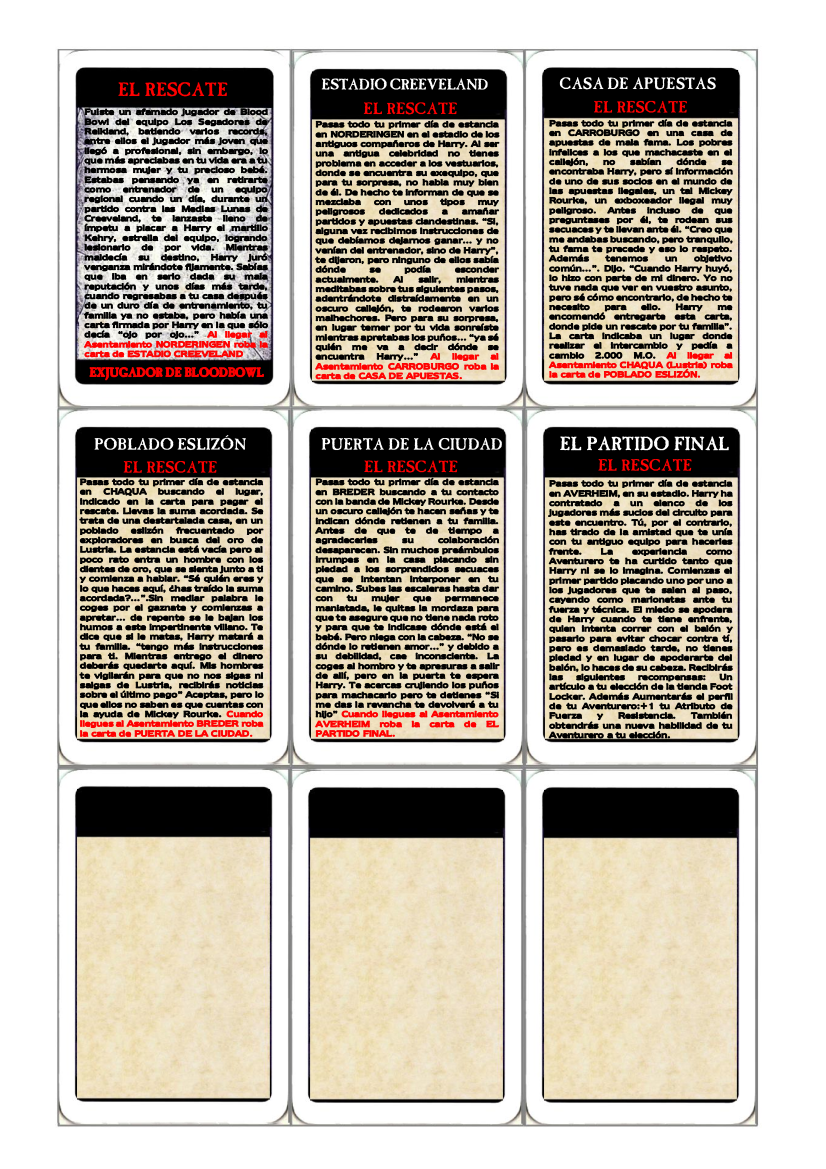 EL RESCATE
Fuiste un afamado jugador de Blood
Bowl del equipo Los Segadores de
Reikland, batiendo varios records,
entre ellos el jugador más joven que
llegó a profesional, sin embargo, lo
que más apreciabas en tu vida era a tu
hermosa mujer y tu precioso bebé.
Estabas pensando ya en retirarte
como entrenador de un equipo
regional cuando un día, durante un
partido contra las Medias Lunas de
Creeveland, te lanzaste lleno de
ímpetu a placar a Harry el martillo
Kehry, estrella del equipo, logrando
lesionarlo de por vida. Mientras
maldecía su destino, Harry juró
venganza mirándote fijamente. Sabías
que iba en serio dada su mala
reputación y unos días más tarde,
cuando regresabas a tu casa después
de un duro día de entrenamiento, tu
familia ya no estaba, pero había una
carta firmada por Harry en la que sólo
decía “ojo por ojo...” Al llegar al
Asentamiento NORDERINGEN roba la
carta de ESTADIO CREEVELAND
EXJUGADOR DE BLOODBOWL
ESTADIO CREEVELAND
EL RESCATE
Pasas todo tu primer día de estancia
en NORDERINGEN en el estadio de los
antiguos compañeros de Harry. Al ser
una antigua celebridad no tienes
problema en acceder a los vestuarios,
donde se encuentra su exequipo, que
para tu sorpresa, no habla muy bien
de él. De hecho te informan de que se
mezclaba con unos tipos muy
peligrosos dedicados a amañar
partidos y apuestas clandestinas. “Si,
alguna vez recibimos instrucciones de
que debíamos dejarnos ganar... y no
venían del entrenador, sino de Harry”,
te dijeron, pero ninguno de ellos sabía
dónde se podía esconder
actualmente. Al salir, mientras
meditabas sobre tus siguientes pasos,
adentrándote distraídamente en un
oscuro callejón, te rodearon varios
malhechores. Pero para su sorpresa,
en lugar temer por tu vida sonreíste
mientras apretabas los puños... “ya sé
quién me va a decir dónde se
encuentra Harry...” Al llegar al
Asentamiento CARROBURGO roba la
carta de CASA DE APUESTAS.
CASA DE APUESTAS
EL RESCATE
Pasas todo tu primer día de estancia
en CARROBURGO en una casa de
apuestas de mala fama. Los pobres
infelices a los que machacaste en el
callejón, no sabían dónde se
encontraba Harry, pero sí información
de uno de sus socios en el mundo de
las apuestas ilegales, un tal Mickey
Rourke, un exboxeador ilegal muy
peligroso. Antes incluso de que
preguntases por él, te rodean sus
secuaces y te llevan ante él. “Creo que
me andabas buscando, pero tranquilo,
tu fama te precede y eso lo respeto.
Además tenemos un objetivo
común...”. Dijo. “Cuando Harry huyó,
lo hizo con parte de mi dinero. Yo no
tuve nada que ver en vuestro asunto,
pero sé cómo encontrarlo, de hecho te
necesito para ello. Harry me
encomendó entregarte esta carta,
donde pide un rescate por tu familia”.
La carta indicaba un lugar donde
realizar el intercambio y pedía a
cambio 2.000 M.O. Al llegar al
Asentamiento CHAQUA (Lustria) roba
la carta de POBLADO ESLIZÓN.
POBLADO ESLIZÓN
EL RESCATE
Pasas todo tu primer día de estancia
en CHAQUA buscando el lugar,
indicado en la carta para pagar el
rescate. Llevas la suma acordada. Se
trata de una destartalada casa, en un
poblado eslizón frecuentado por
exploradores en busca del oro de
Lustria. La estancia está vacía pero al
poco rato entra un hombre con los
dientes de oro, que se sienta junto a ti
y comienza a hablar. “Sé quién eres y
lo que haces aquí, ¿has traído la suma
acordada?...”.Sin mediar palabra le
coges por el gaznate y comienzas a
apretar... de repente se le bajan los
humos a este impertinente villano. Te
dice que si le matas, Harry matará a
tu familia. “tengo más instrucciones
para ti. Mientras entrego el dinero
deberás quedarte aquí. Mis hombres
te vigilarán para que no nos sigas ni
salgas de Lustria, recibirás noticias
sobre el último pago” Aceptas, pero lo
que ellos no saben es que cuentas con
la ayuda de Mickey Rourke. Cuando
llegues al Asentamiento BREDER roba
la carta de PUERTA DE LA CIUDAD.
PUERTA DE LA CIUDAD
EL RESCATE
Pasas todo tu primer día de estancia
en BREDER buscando a tu contacto
con la banda de Mickey Rourke. Desde
un oscuro callejón te hacen señas y te
indican dónde retienen a tu familia.
Antes de que te de tiempo a
agradecerles su colaboración
desaparecen. Sin muchos preámbulos
irrumpes en la casa placando sin
piedad a los sorprendidos secuaces
que se intentan interponer en tu
camino. Subes las escaleras hasta dar
con tu mujer que permanece
maniatada, le quitas la mordaza para
que te asegure que no tiene nada roto
y para que te indicase dónde está el
bebé. Pero niega con la cabeza. “No se
dónde lo retienen amor...” y debido a
su debilidad, cae inconsciente. La
coges al hombro y te apresuras a salir
de allí, pero en la puerta te espera
Harry. Te acercas crujiendo los puños
para machacarlo pero te detienes “Si
me das la revancha te devolveré a tu
hijo” Cuando llegues al Asentamiento
AVERHEIM roba la carta de EL
PARTIDO FINAL.
EL PARTIDO FINAL
EL RESCATE
Pasas todo tu primer día de estancia
en AVERHEIM, en su estadio. Harry ha
contratado a un elenco de los
jugadores más sucios del circuito para
este encuentro. Tú, por el contrario,
has tirado de la amistad que te unía
con tu antiguo equipo para hacerles
frente. La experiencia como
Aventurero te ha curtido tanto que
Harry ni se lo imagina. Comienzas el
primer partido placando uno por uno a
los jugadores que te salen al paso,
cayendo como marionetas ante tu
fuerza y técnica. El miedo se apodera
de Harry cuando te tiene enfrente,
quien intenta correr con el balón y
pasarlo para evitar chocar contra tí,
pero es demasiado tarde, no tienes
piedad y en lugar de apoderarte del
balón, lo haces de su cabeza. Recibirás
las siguientes recompensas: Un
artículo a tu elección de la tienda Foot
Locker. Además Aumentarás el perfil
de tu Aventurero:+1 tu Atributo de
Fuerza y Resistencia. También
obtendrás una nueva habilidad de tu
Aventurero a tu elección.